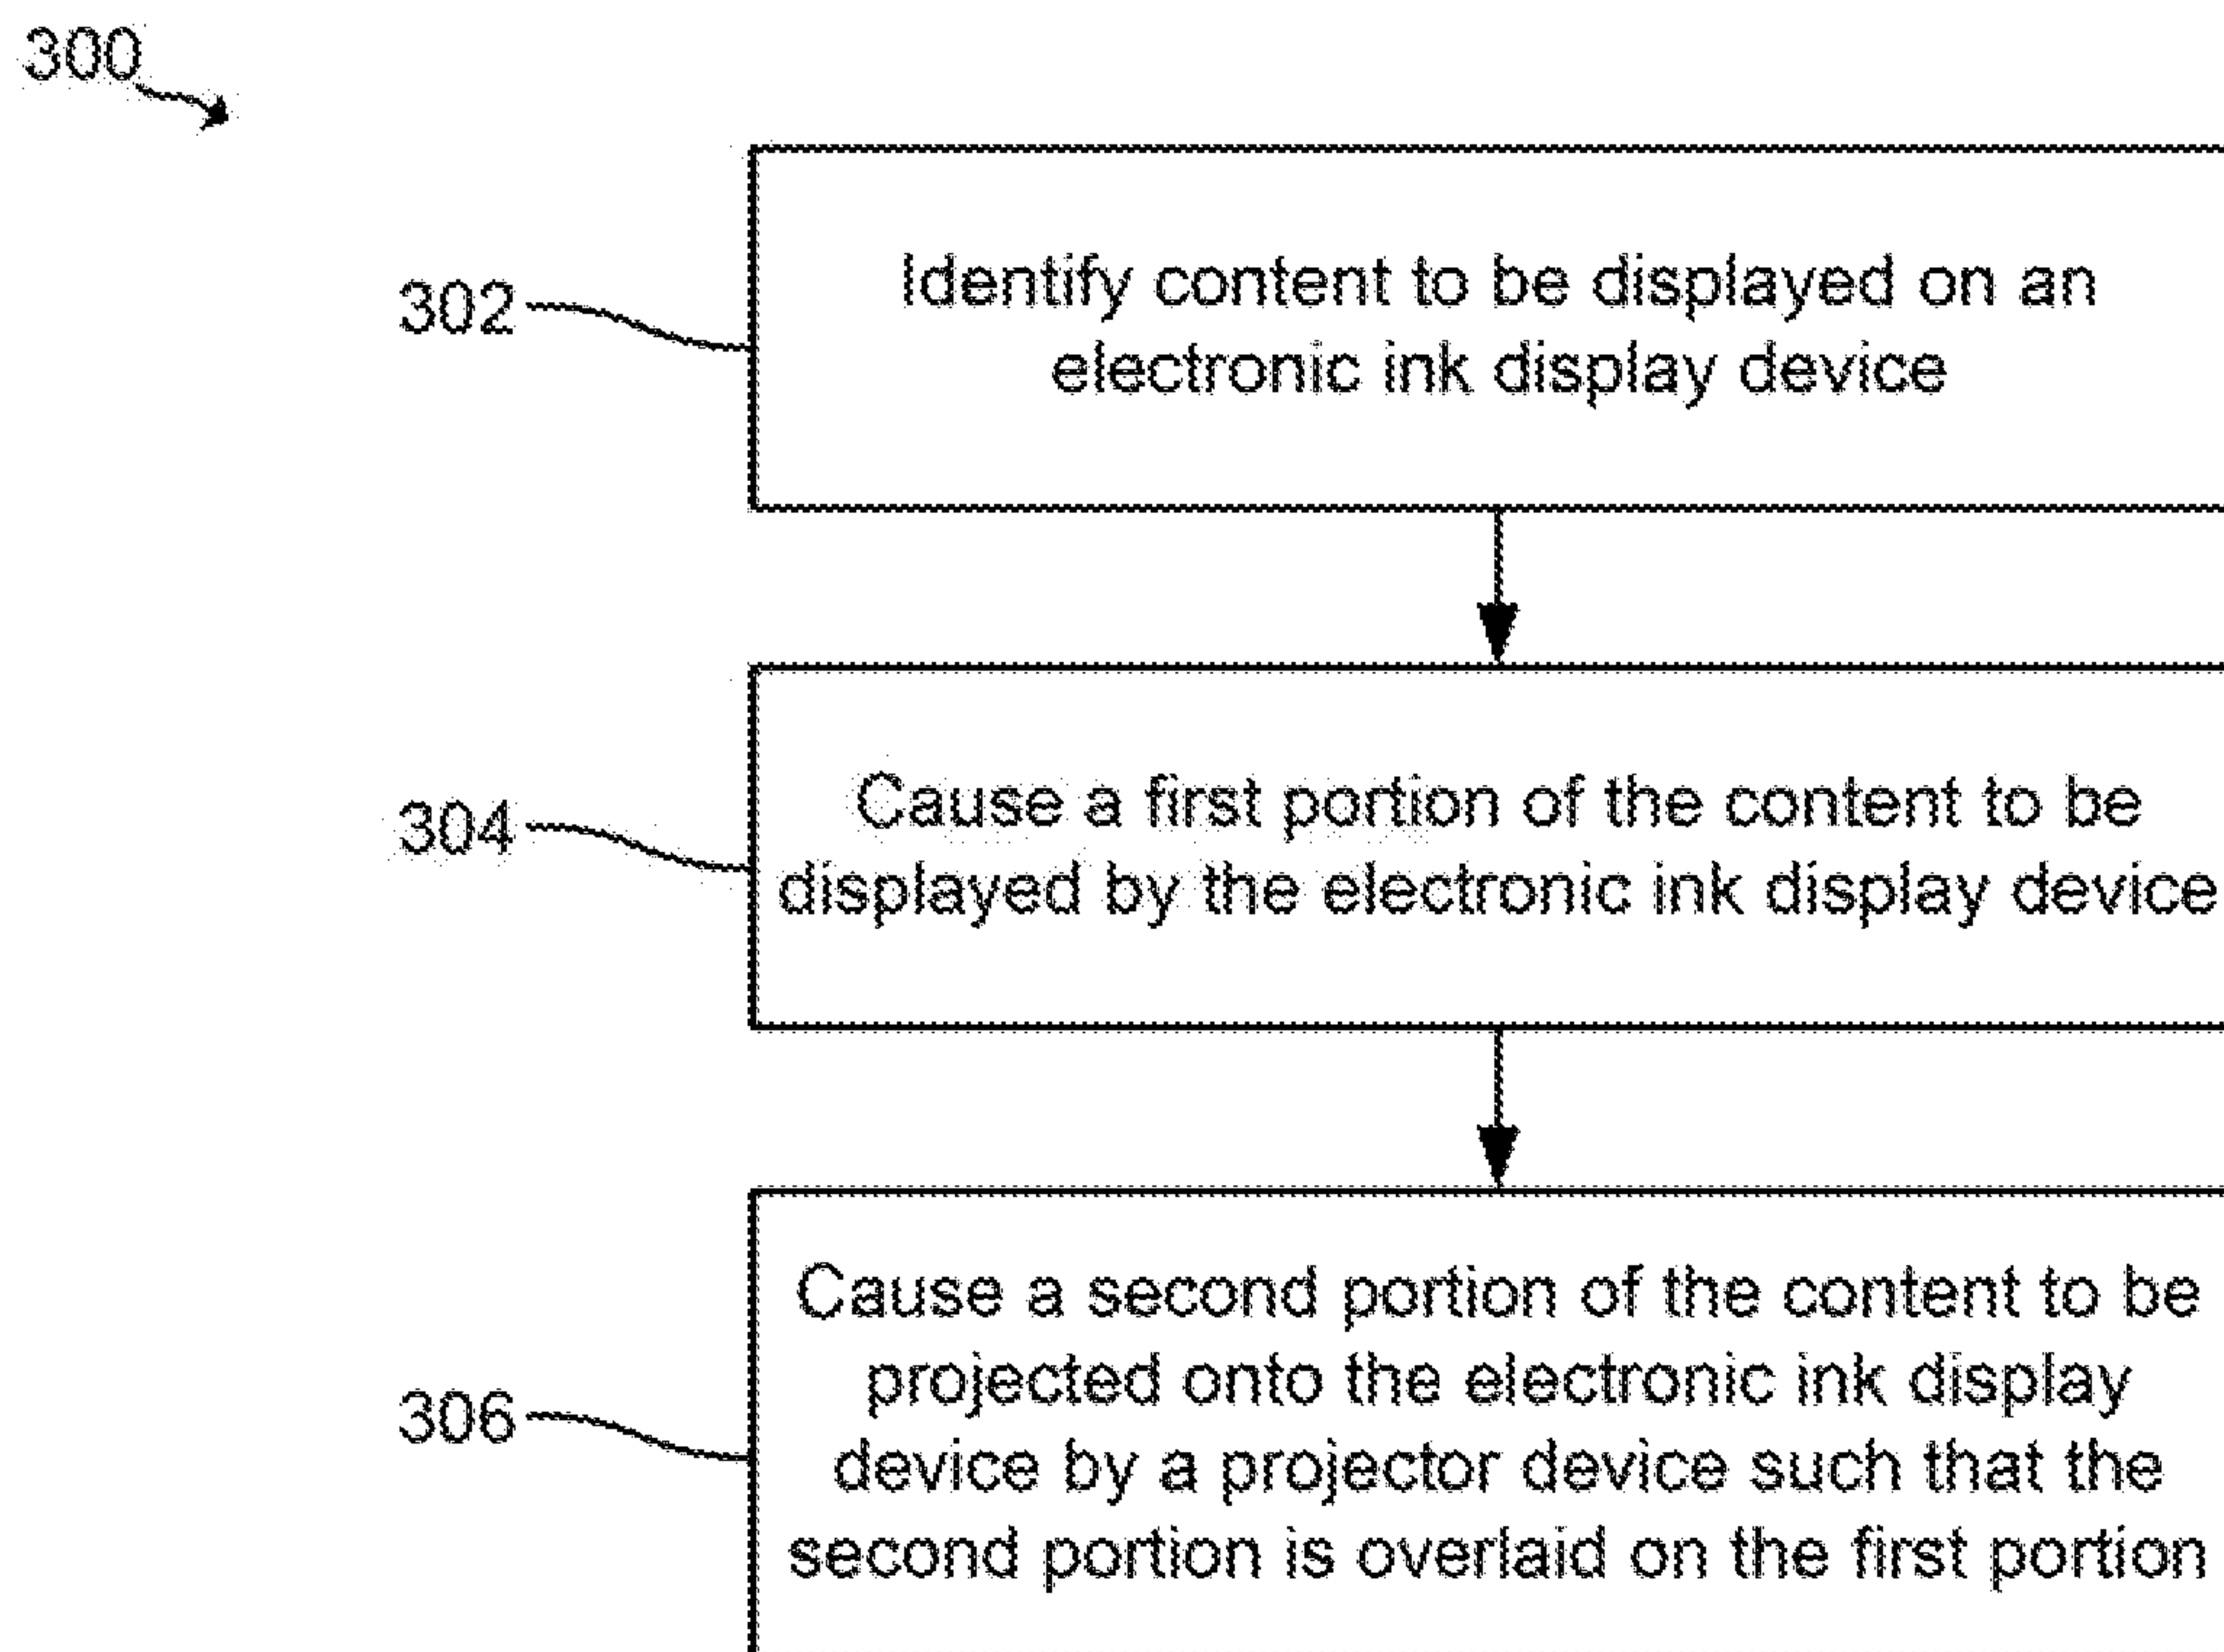 300
302
Identify content to be displayed on an
electronic ink display device
304
Cause a first portion of the content to be
displayed by the electronic ink display device
306
Cause a second portion of the content to be
projected onto the electronic ink display
device by a projector device such that the
second portion is overlaid on the first portion